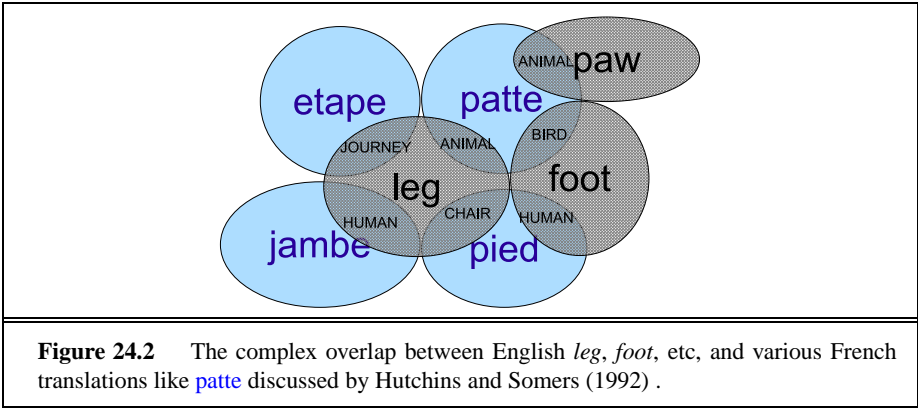 ANIMAL paw
etape patte
BIRD
JOURNEY ANIMAL
leg foot
HUMAN CHAIR HUMAN
jambe pied
Figure 24.2 The complex overlap between English leg, foot, etc, and various French
translations like patte discussed by Hutchins and Somers (1992) .